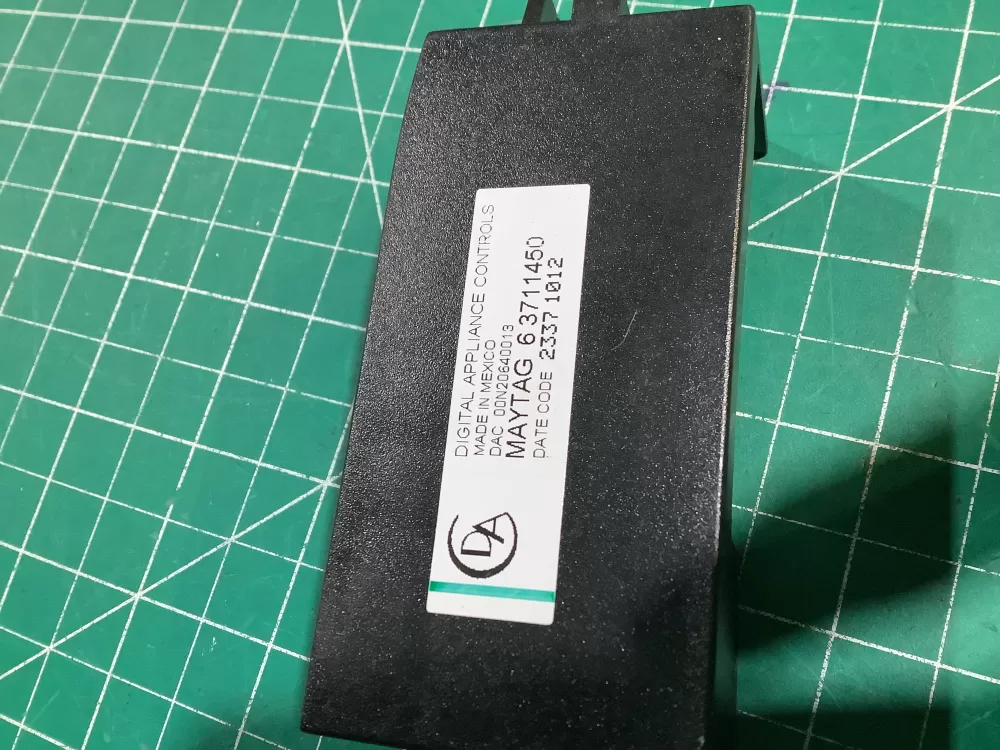 DIGITAL APPLIANCE CONTROLS
MADE IN MEXICO
DAC 00N20640013
MAYTAG 6 3711450
DATE CODE 2337 1012
DA